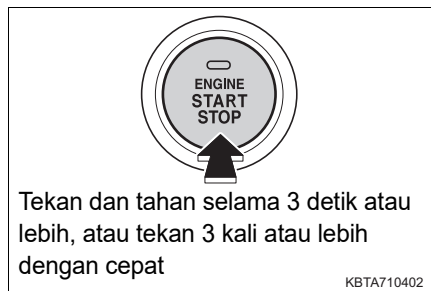 ENGINE
START
STOP
Tekan dan tahan selama 3 detik atau
lebih, atau tekan 3 kali atau lebih
dengan cepat
KBTA710402